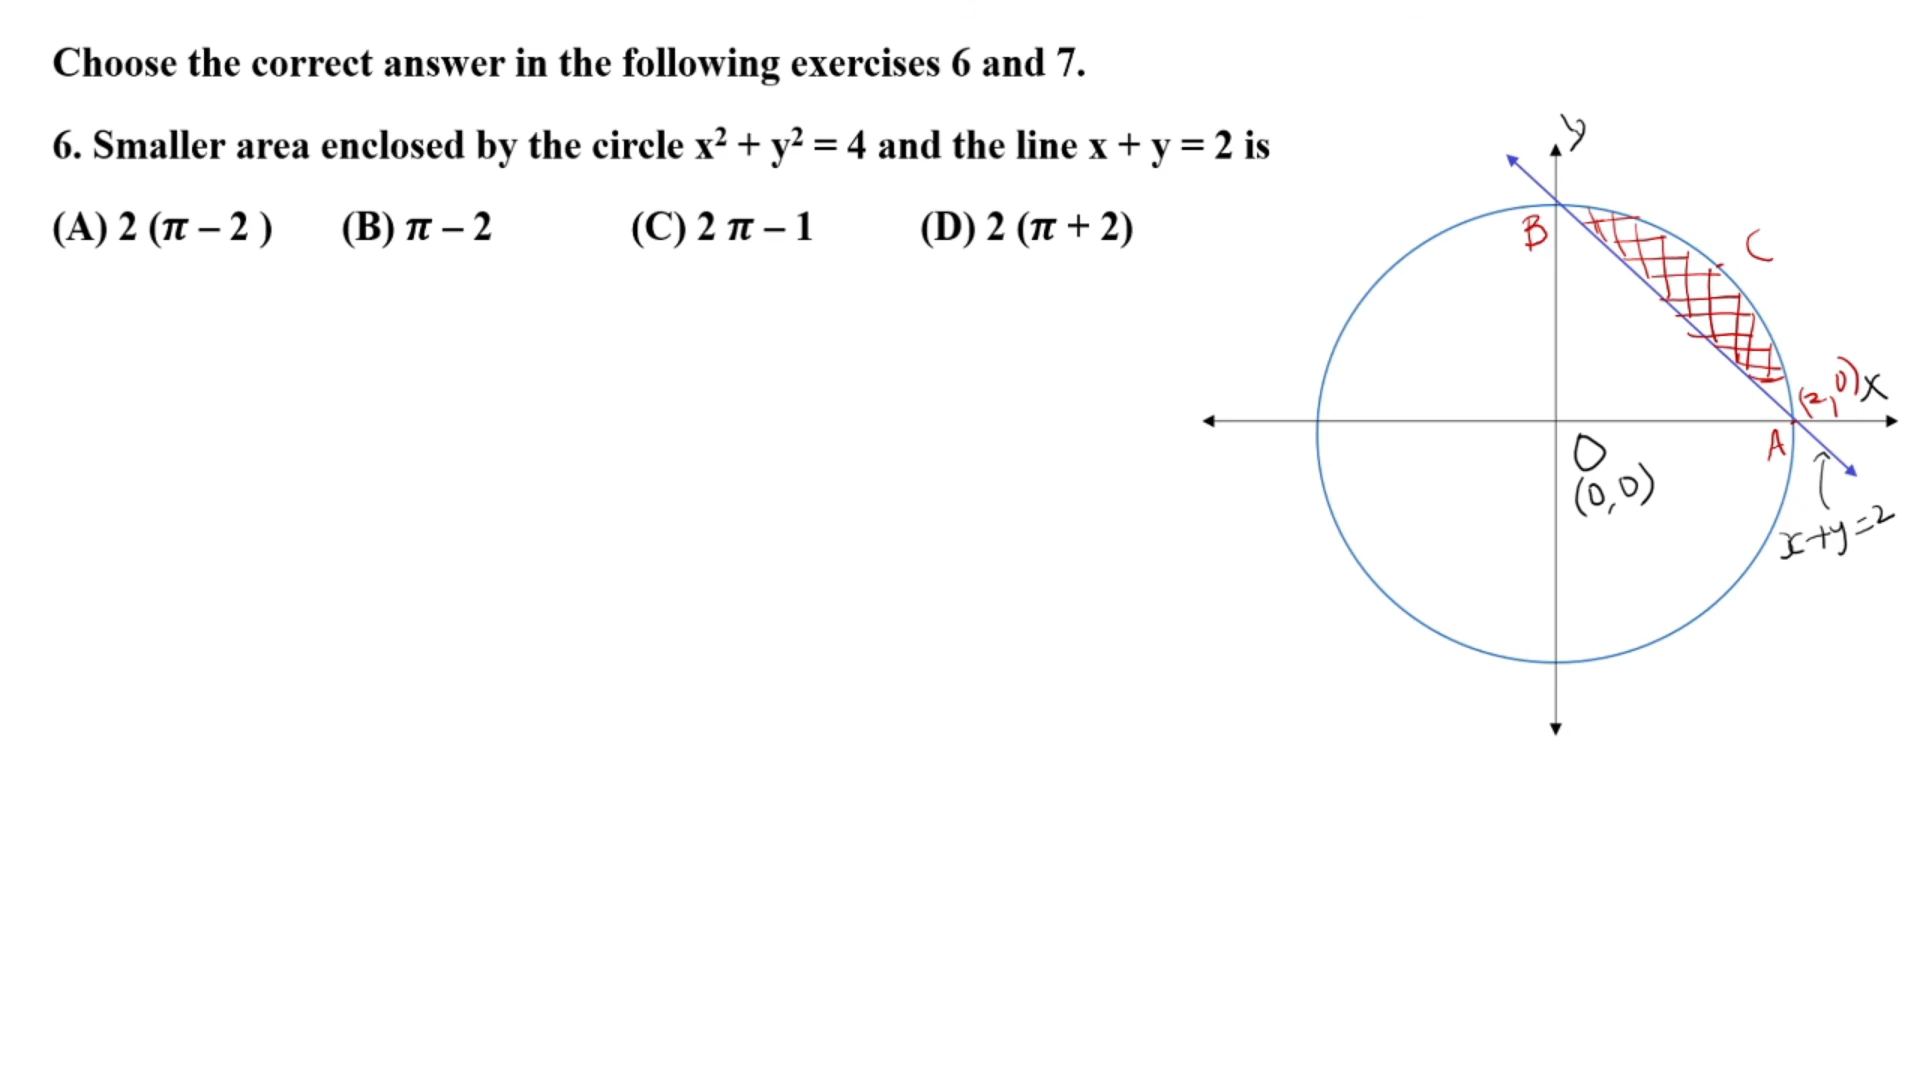 Choose the correct answer in the following exercises 6 and 7.
6. Smaller area enclosed by the circle x² + y² = 4 and the line x + y = 2 is
(A) 2 (π – 2 ) (B) π – 2 (C) 2 π – 1 (D) 2 (π + 2)
y
B
C
(2,0) x
O
A
(0,0)
x+y=2